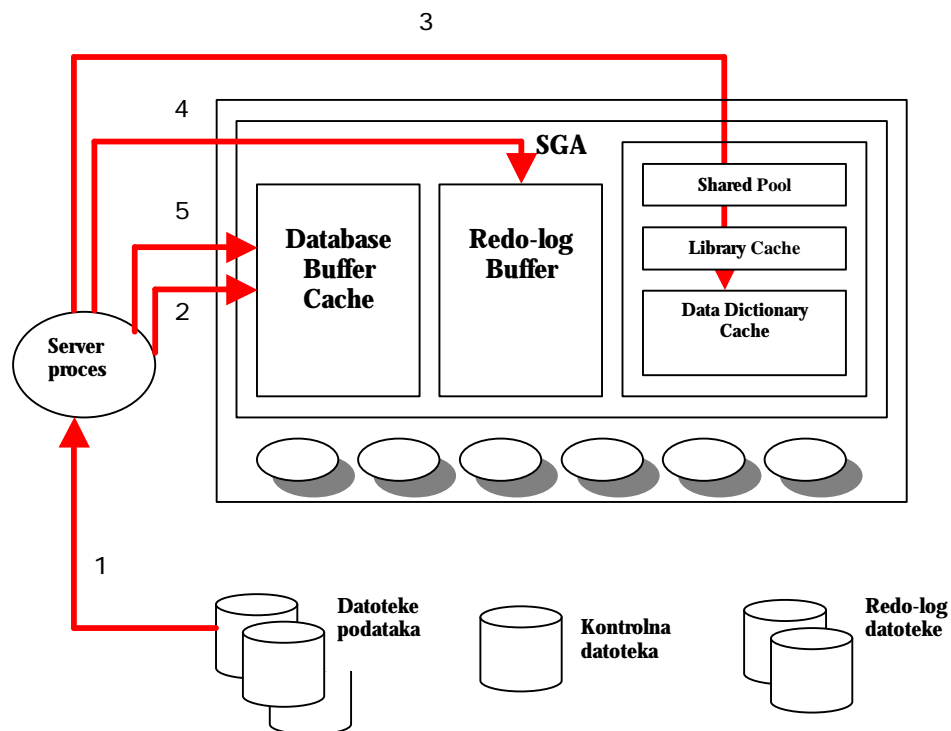 3
4
SGA
Shared Pool
5
Database
Buffer
Cache
Redo-log
Buffer
Library Cache
2
Data Dictionary
Cache
Server
proces
1
Datoteke
podataka
Kontrolna
datoteka
Redo-log
datoteke